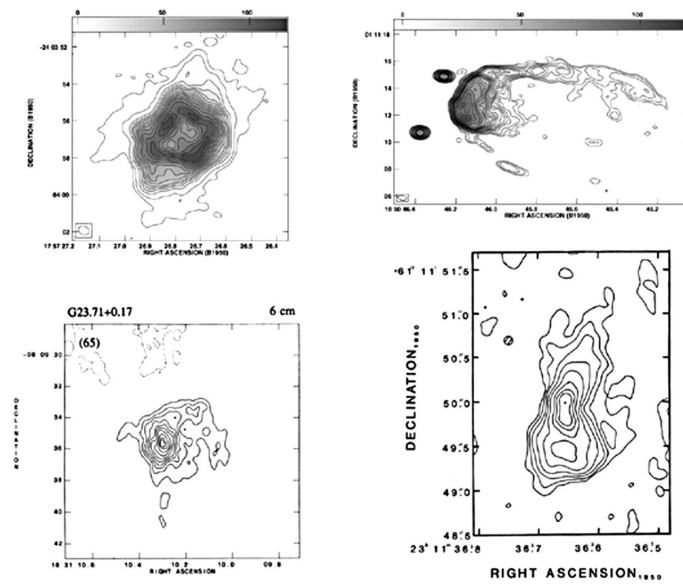 0 50 100
-24 03 52
54
56
58
04 00
02
DECLINATION (B1950)
17 57 27.2 27.1 27.0 26.9 26.8 26.7 26.6 26.5 26.4
RIGHT ASCENSION (B1950)
0 50 100
01 11 18
16
14
12
10
08
06
DECLINATION (B1950)
46.4 46.2 46.0 45.8 45.6 45.4 45.2
RIGHT ASCENSION (B1950)
G23.71+0.17 6 cm
(65)
-08 09 30
34
36
38
40
42
DECLINATION
18 31 10.6 10.4 10.2 10.0 09.8
RIGHT ASCENSION
+61° 11' 51".5
51.0
50.5
50.0
49.5
49.0
48.5
DECLINATION₁₉₅₀
23ʰ 11ᵐ 36ˢ.8 36.7 36.6 36.5
RIGHT ASCENSION₁₉₅₀